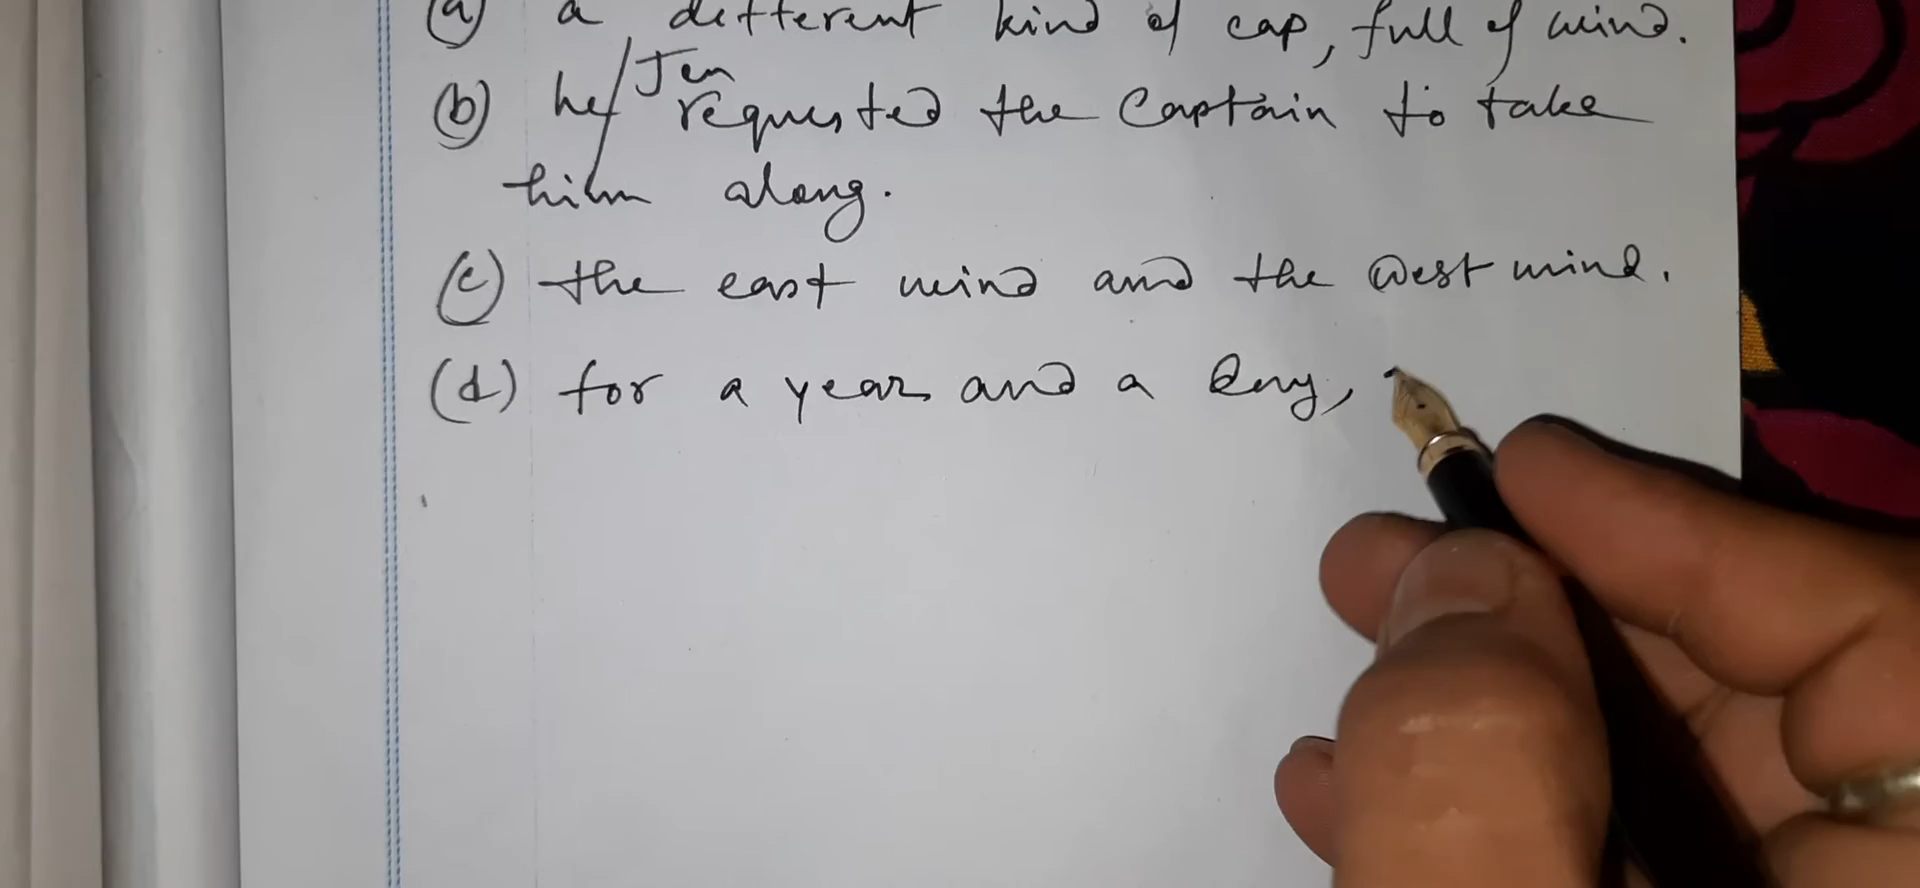 (a) a different kind of cap, full of wind.
(b) he/Jen requested the Captain to take
him along.
(c) the east wind and the west wind.
(d) for a year and a day,